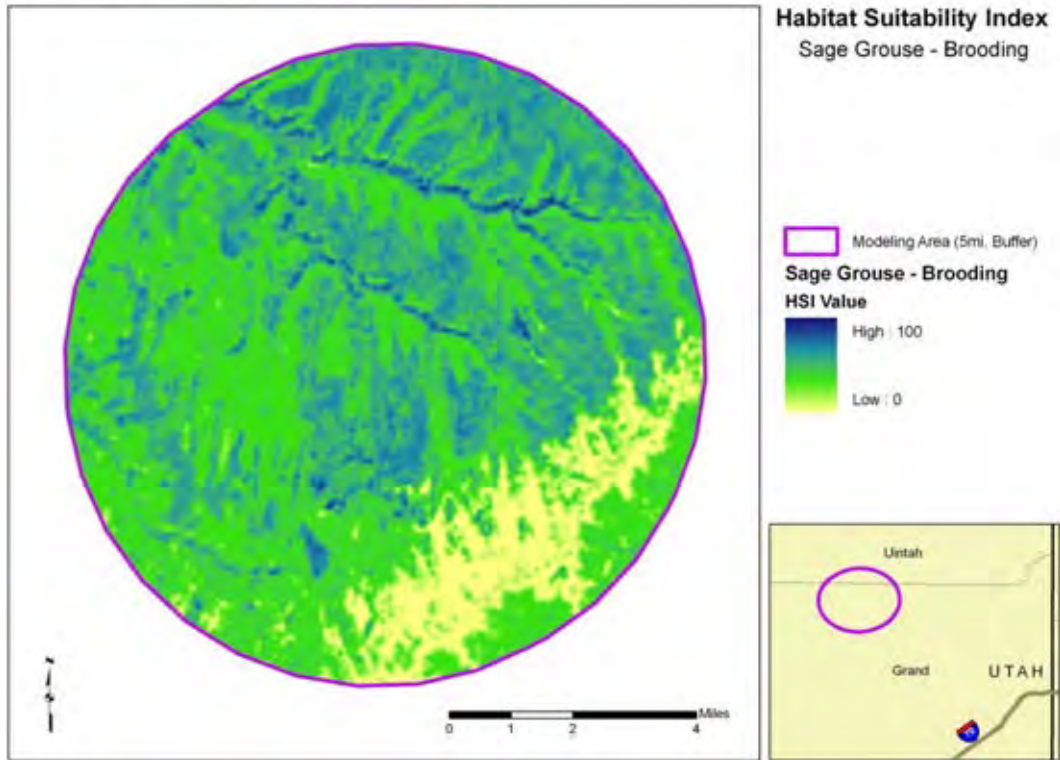 Habitat Suitability Index
Sage Grouse - Brooding
Modeling Area (5mi. Buffer)
Sage Grouse - Brooding
HSI Value
High : 100
Low : 0
Uintah
Grand
UTAH
Miles
0 1 2 4